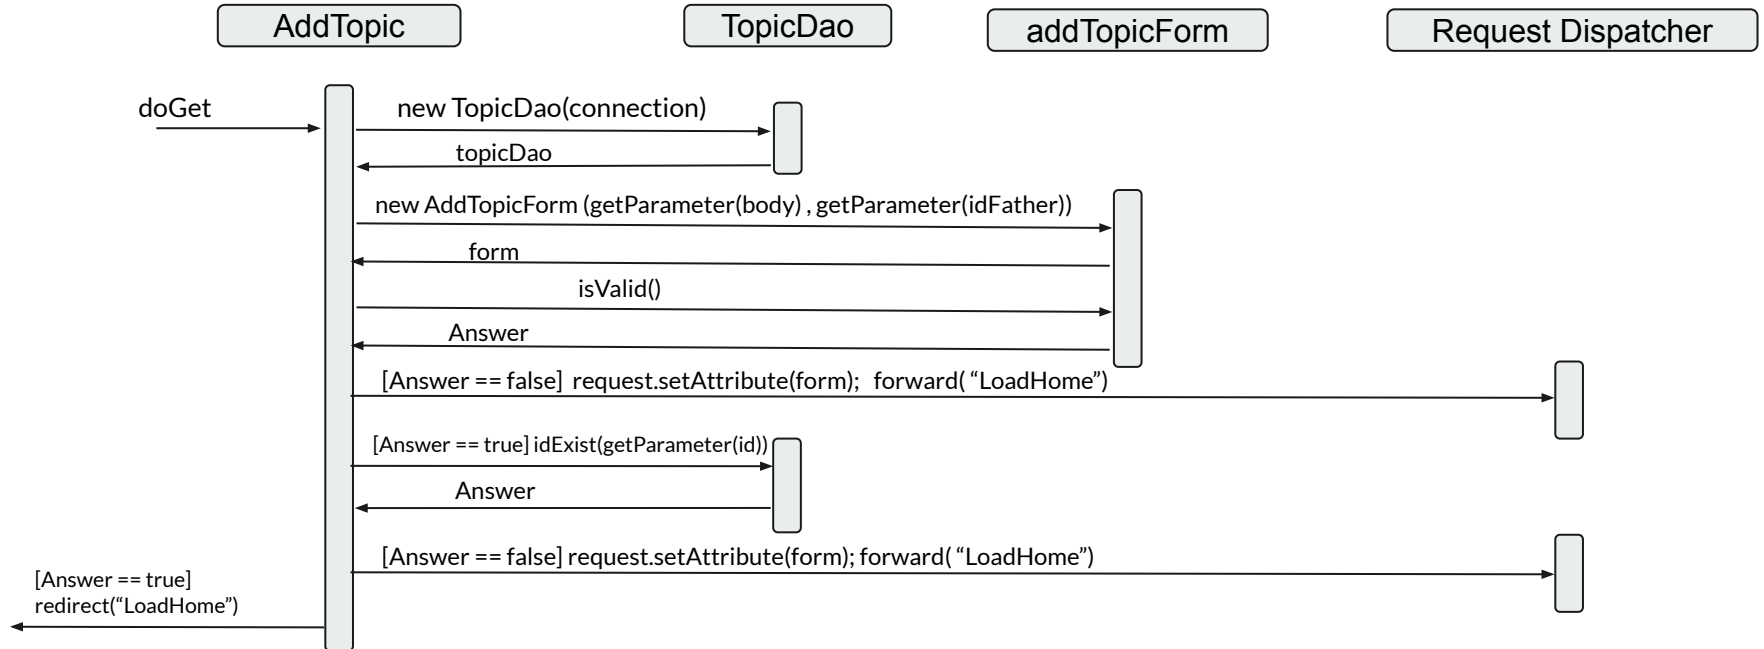 AddTopic
TopicDao
addTopicForm
Request Dispatcher
doGet
new TopicDao(connection)
topicDao
new AddTopicForm (getParameter(body) , getParameter(idFather))
form
isValid()
Answer
[Answer == false]  request.setAttribute(form);  forward( “LoadHome”)
[Answer == true] idExist(getParameter(id))
Answer
[Answer == false] request.setAttribute(form); forward( “LoadHome”)
[Answer == true]
redirect(“LoadHome”)